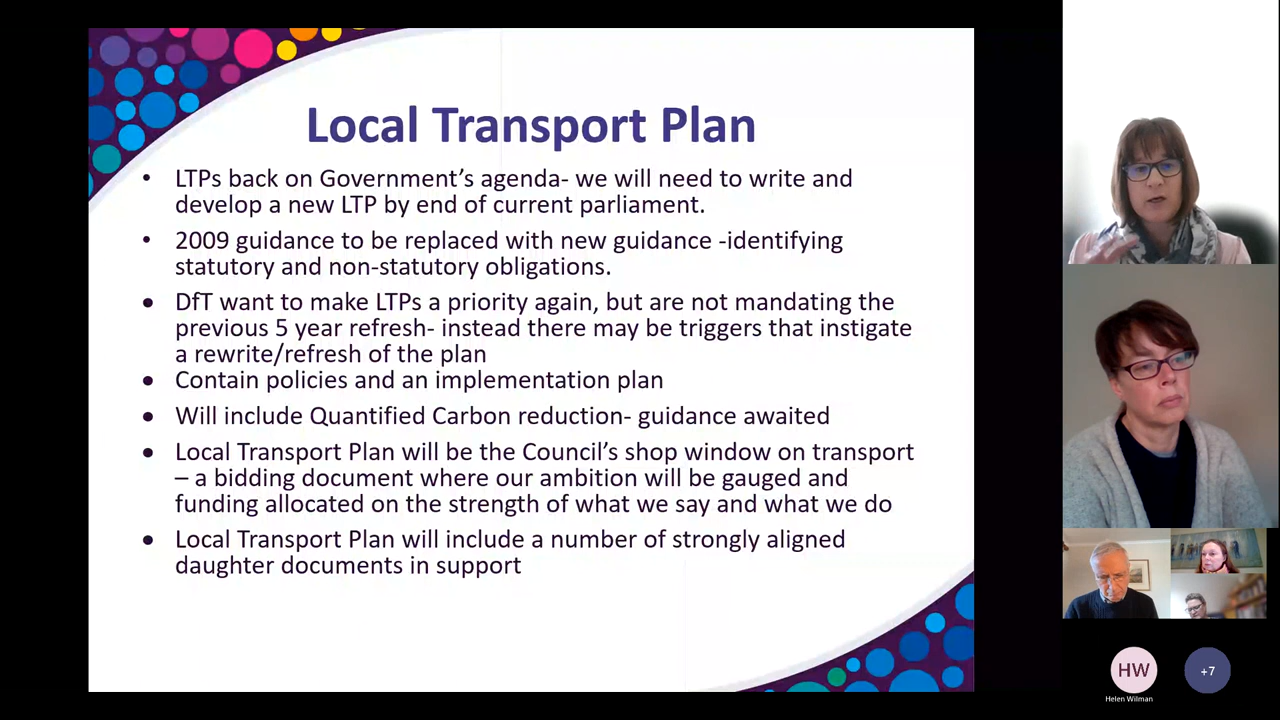 Local Transport Plan
• LTPs back on Government's agenda- we will need to write and
develop a new LTP by end of current parliament.
• 2009 guidance to be replaced with new guidance -identifying
statutory and non-statutory obligations.
• DfT want to make LTPs a priority again, but are not mandating the
previous 5 year refresh- instead there may be triggers that instigate
a rewrite/refresh of the plan
• Contain policies and an implementation plan
• Will include Quantified Carbon reduction- guidance awaited
• Local Transport Plan will be the Council's shop window on transport
– a bidding document where our ambition will be gauged and
funding allocated on the strength of what we say and what we do
• Local Transport Plan will include a number of strongly aligned
daughter documents in support
HW
+7
Helen Wilman